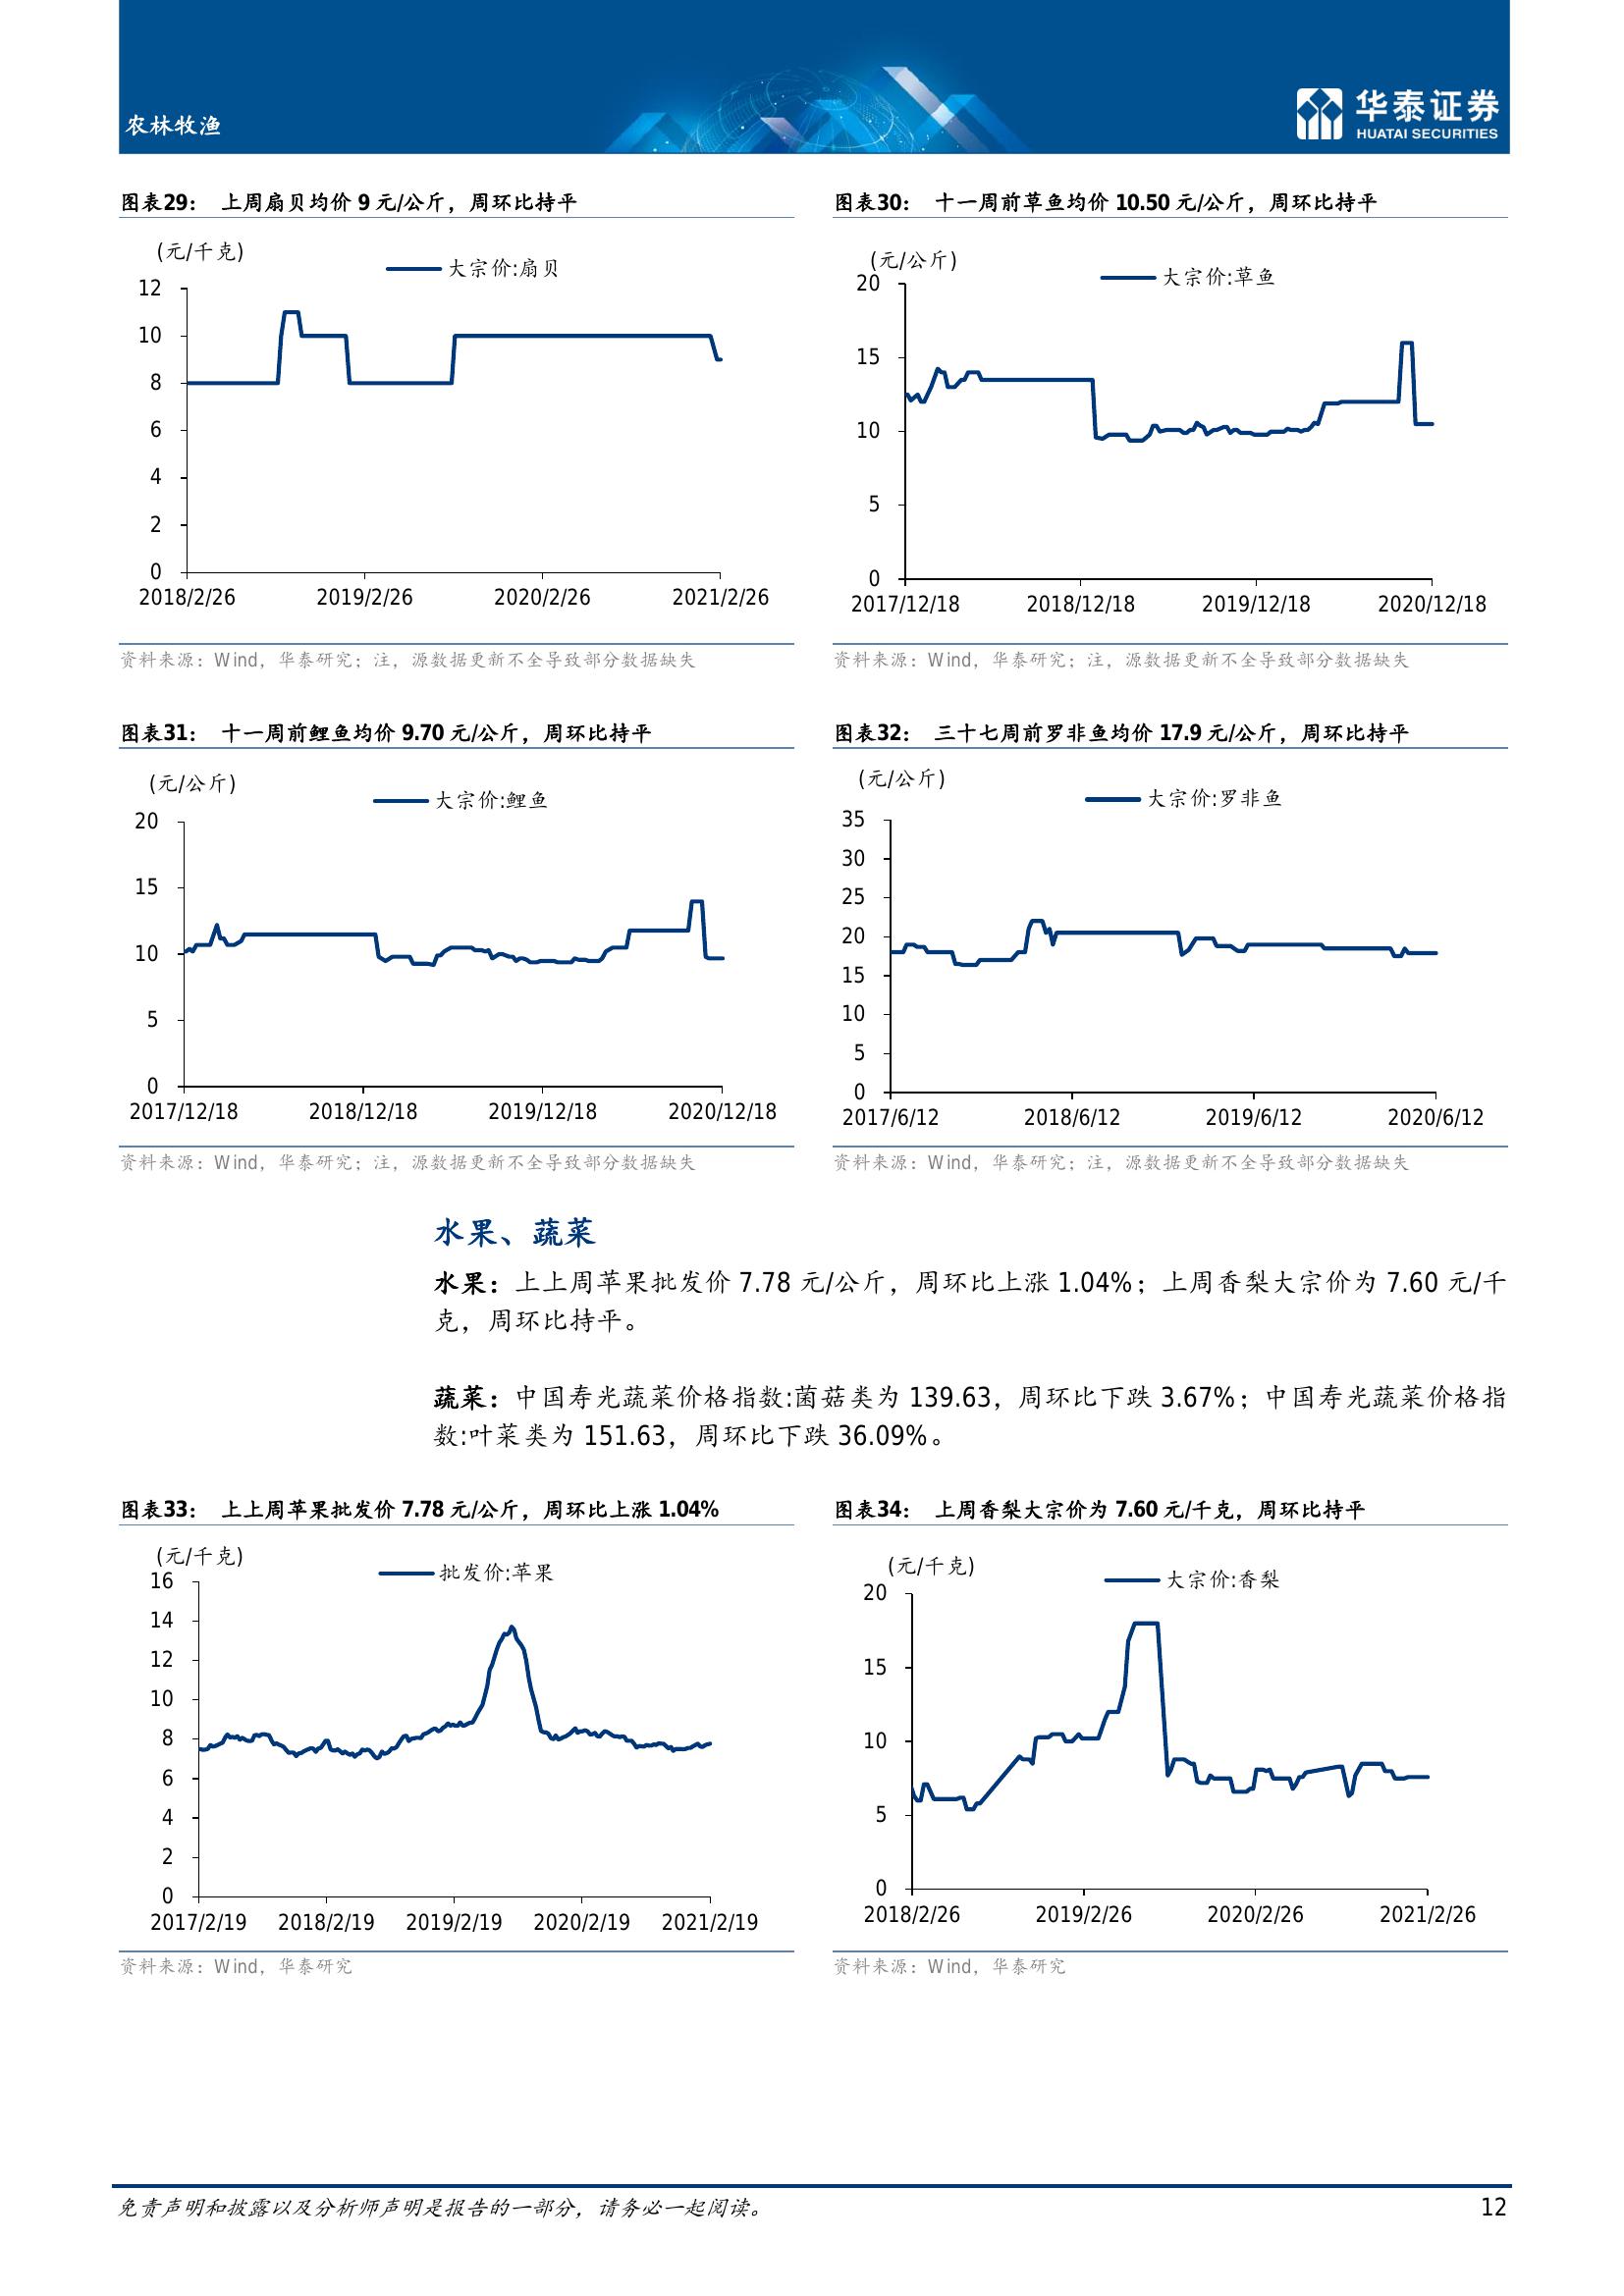 农林牧渔
华泰证券
HUATAI SECURITIES
图表29： 上周扇贝均价 9 元/公斤，周环比持平
(元/千克)
大宗价:扇贝
12
10
8
6
4
2
0
2018/2/26 2019/2/26 2020/2/26 2021/2/26
资料来源：Wind，华泰研究；注，源数据更新不全导致部分数据缺失
图表30： 十一周前草鱼均价 10.50 元/公斤，周环比持平
(元/公斤)
大宗价:草鱼
20
15
10
5
0
2017/12/18 2018/12/18 2019/12/18 2020/12/18
资料来源：Wind，华泰研究；注，源数据更新不全导致部分数据缺失
图表31： 十一周前鲤鱼均价 9.70 元/公斤，周环比持平
(元/公斤)
大宗价:鲤鱼
20
15
10
5
0
2017/12/18 2018/12/18 2019/12/18 2020/12/18
资料来源：Wind，华泰研究；注，源数据更新不全导致部分数据缺失
图表32： 三十七周前罗非鱼均价 17.9 元/公斤，周环比持平
(元/公斤)
大宗价:罗非鱼
35
30
25
20
15
10
5
0
2017/6/12 2018/6/12 2019/6/12 2020/6/12
资料来源：Wind，华泰研究；注，源数据更新不全导致部分数据缺失
水果、蔬菜
水果：上上周苹果批发价 7.78 元/公斤，周环比上涨 1.04%；上周香梨大宗价为 7.60 元/千
克，周环比持平。
蔬菜：中国寿光蔬菜价格指数:菌菇类为 139.63，周环比下跌 3.67%；中国寿光蔬菜价格指
数:叶菜类为 151.63，周环比下跌 36.09%。
图表33： 上上周苹果批发价 7.78 元/公斤，周环比上涨 1.04%
(元/千克)
批发价:苹果
16
14
12
10
8
6
4
2
0
2017/2/19 2018/2/19 2019/2/19 2020/2/19 2021/2/19
资料来源：Wind，华泰研究
图表34： 上周香梨大宗价为 7.60 元/千克，周环比持平
(元/千克)
大宗价:香梨
20
15
10
5
0
2018/2/26 2019/2/26 2020/2/26 2021/2/26
资料来源：Wind，华泰研究
免责声明和披露以及分析师声明是报告的一部分，请务必一起阅读。
12